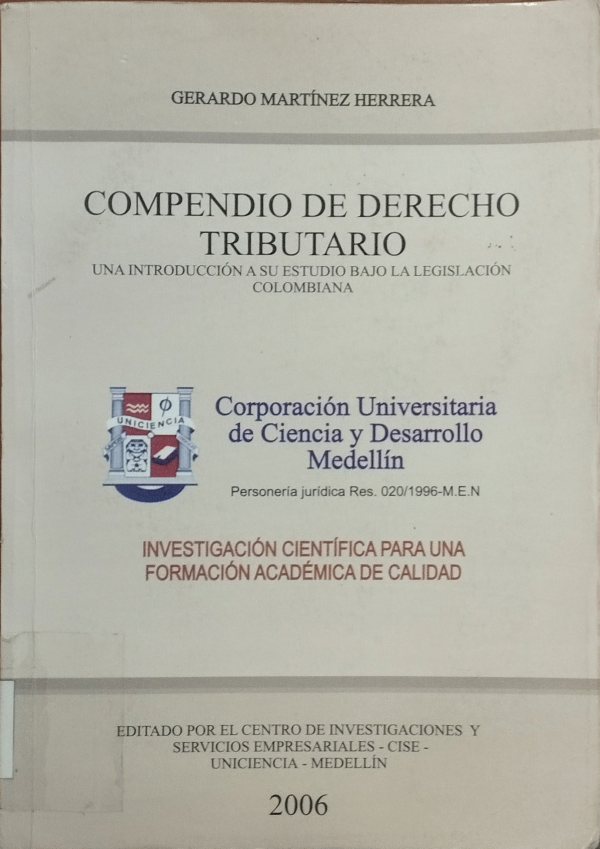 GERARDO MARTÍNEZ HERRERA
COMPENDIO DE DERECHO
TRIBUTARIO
UNA INTRODUCCIÓN A SU ESTUDIO BAJO LA LEGISLACIÓN
COLOMBIANA
UNICIENCIA
Corporación Universitaria
de Ciencia y Desarrollo
Medellín
Personería jurídica Res. 020/1996-M.E.N
INVESTIGACIÓN CIENTÍFICA PARA UNA
FORMACIÓN ACADÉMICA DE CALIDAD
EDITADO POR EL CENTRO DE INVESTIGACIONES Y
SERVICIOS EMPRESARIALES - CISE -
UNICIENCIA - MEDELLÍN
2006